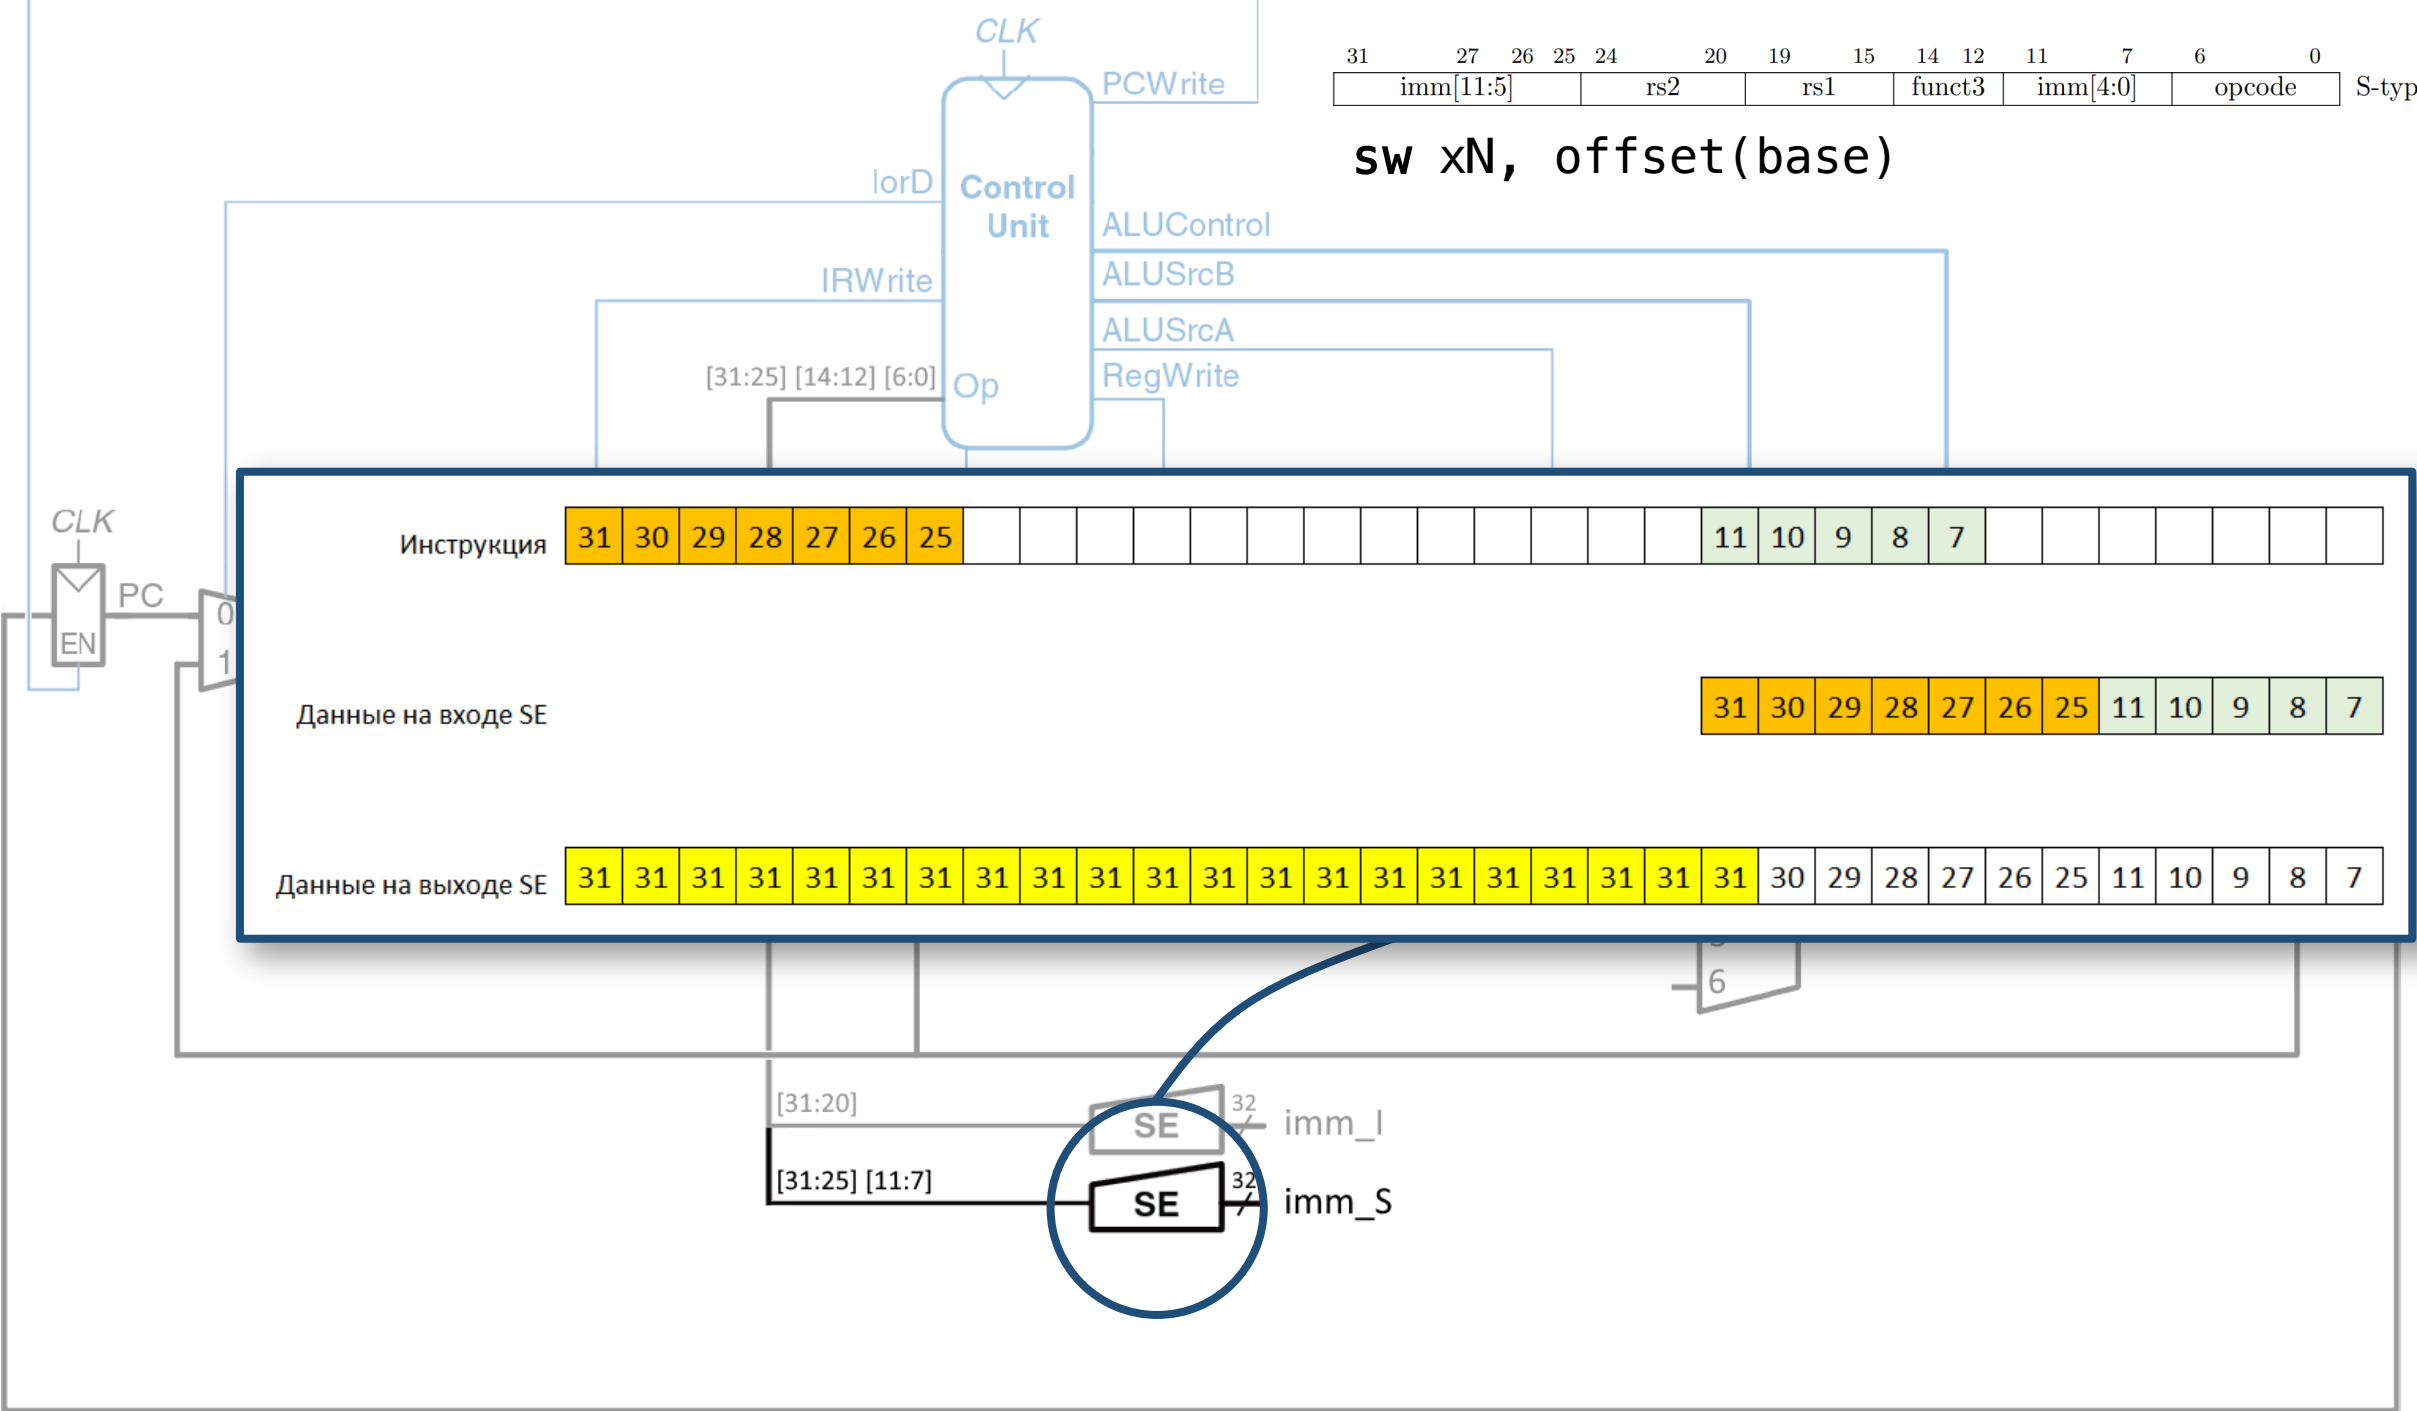 CLK
31 27 26 25 24 20 19 15 14 12 11 7 6 0
PCWrite
imm[11:5] rs2 rs1 funct3 imm[4:0] opcode S-typ
sw xN, offset(base)
IorD
Control
Unit
ALUControl
IRWrite
ALUSrcB
ALUSrcA
[31:25] [14:12] [6:0]
Op
RegWrite
CLK
PC
EN
0
1
Инструкция 31 30 29 28 27 26 25 11 10 9 8 7
Данные на входе SE 31 30 29 28 27 26 25 11 10 9 8 7
Данные на выходе SE 31 31 31 31 31 31 31 31 31 31 31 31 31 31 31 31 31 31 31 31 31 30 29 28 27 26 25 11 10 9 8 7
6
[31:20]
SE
32
imm_I
[31:25] [11:7]
SE
32
imm_S